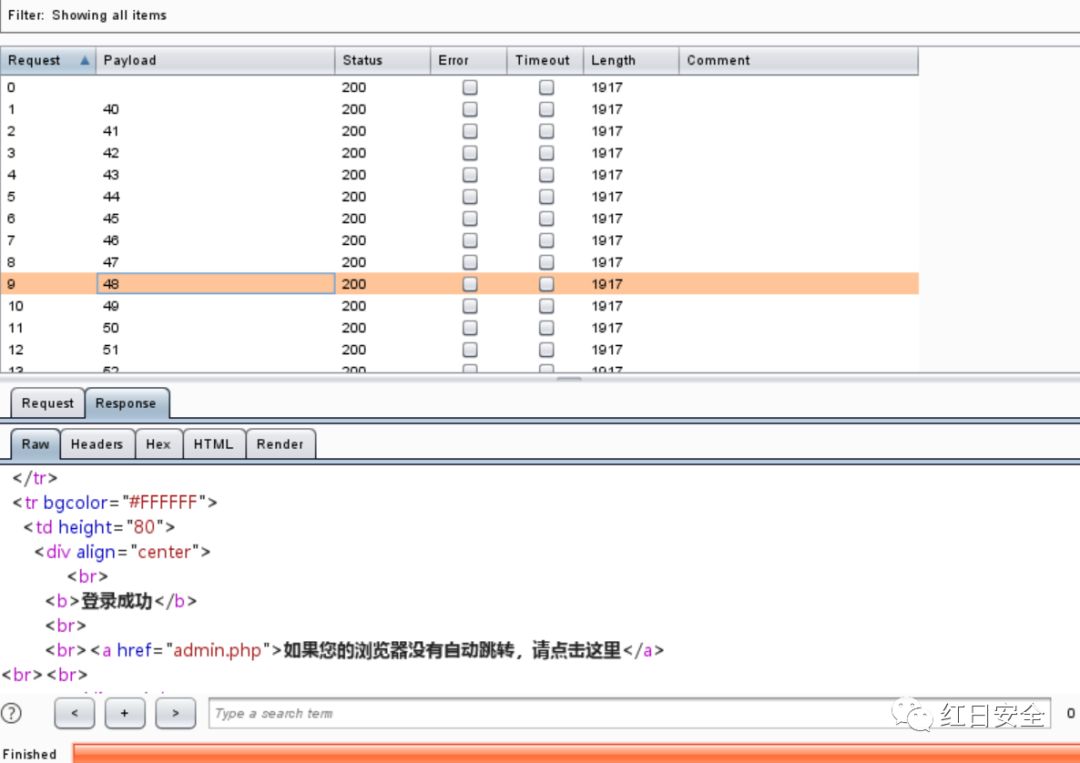 Filter: Showing all items
Request Payload Status Error Timeout Length Comment
0 200 1917
1 40 200 1917
2 41 200 1917
3 42 200 1917
4 43 200 1917
5 44 200 1917
6 45 200 1917
7 46 200 1917
8 47 200 1917
9 48 200 1917
10 49 200 1917
11 50 200 1917
12 51 200 1917
13 52 200 1917
Request Response
Raw Headers Hex HTML Render
</tr>
<tr bgcolor="#FFFFFF">
<td height="80">
<div align="center">
<br>
<b>登录成功</b>
<br>
<br><a href="admin.php">如果您的浏览器没有自动跳转，请点击这里</a>
<br><br>
? < + > Type a search term 红日安全 0
Finished